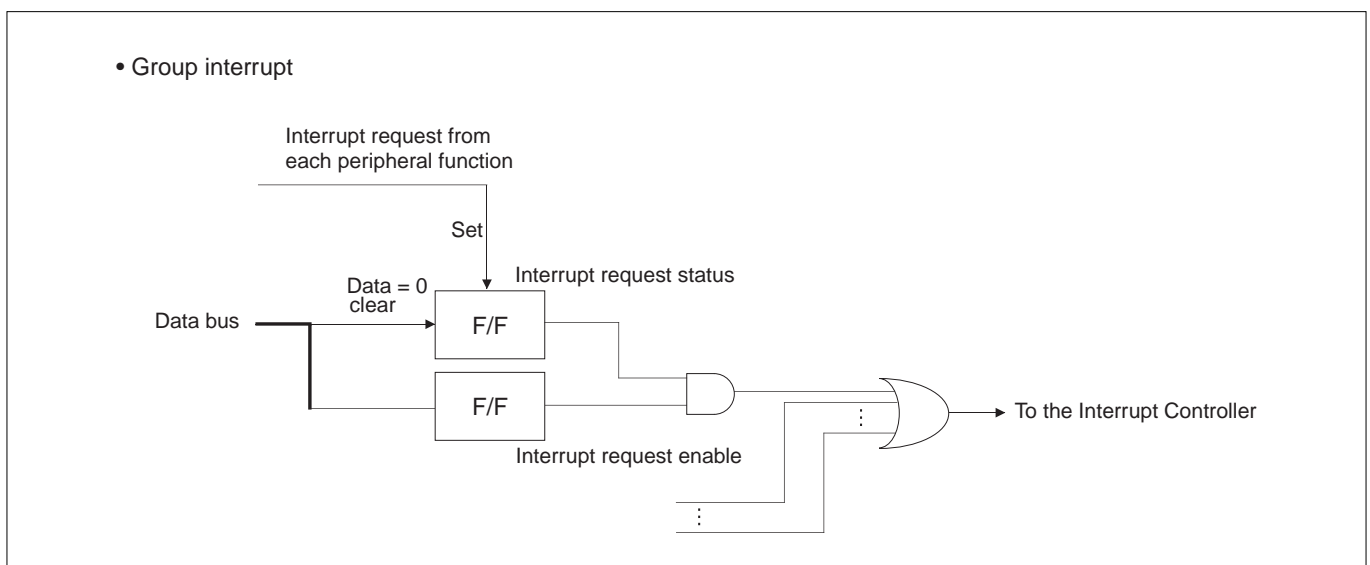 • Group interrupt
Interrupt request from
each peripheral function
Set
Interrupt request status
Data = 0
clear
Data bus
F/F
F/F
To the Interrupt Controller
Interrupt request enable